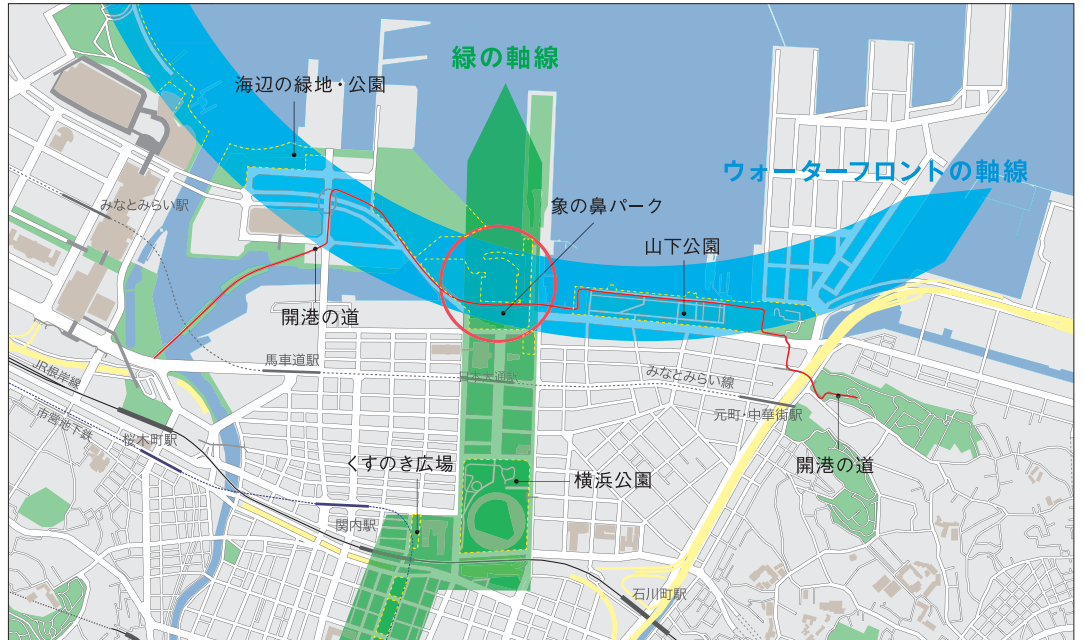 緑の軸線
海辺の緑地・公園
ウォーターフロントの軸線
みなとみらい駅
象の鼻パーク
山下公園
開港の道
馬車道駅
日本大通駅
みなとみらい線
JR根岸線
元町・中華街駅
市営地下鉄
桜木町駅
くすのき広場
開港の道
横浜公園
関内駅
石川町駅